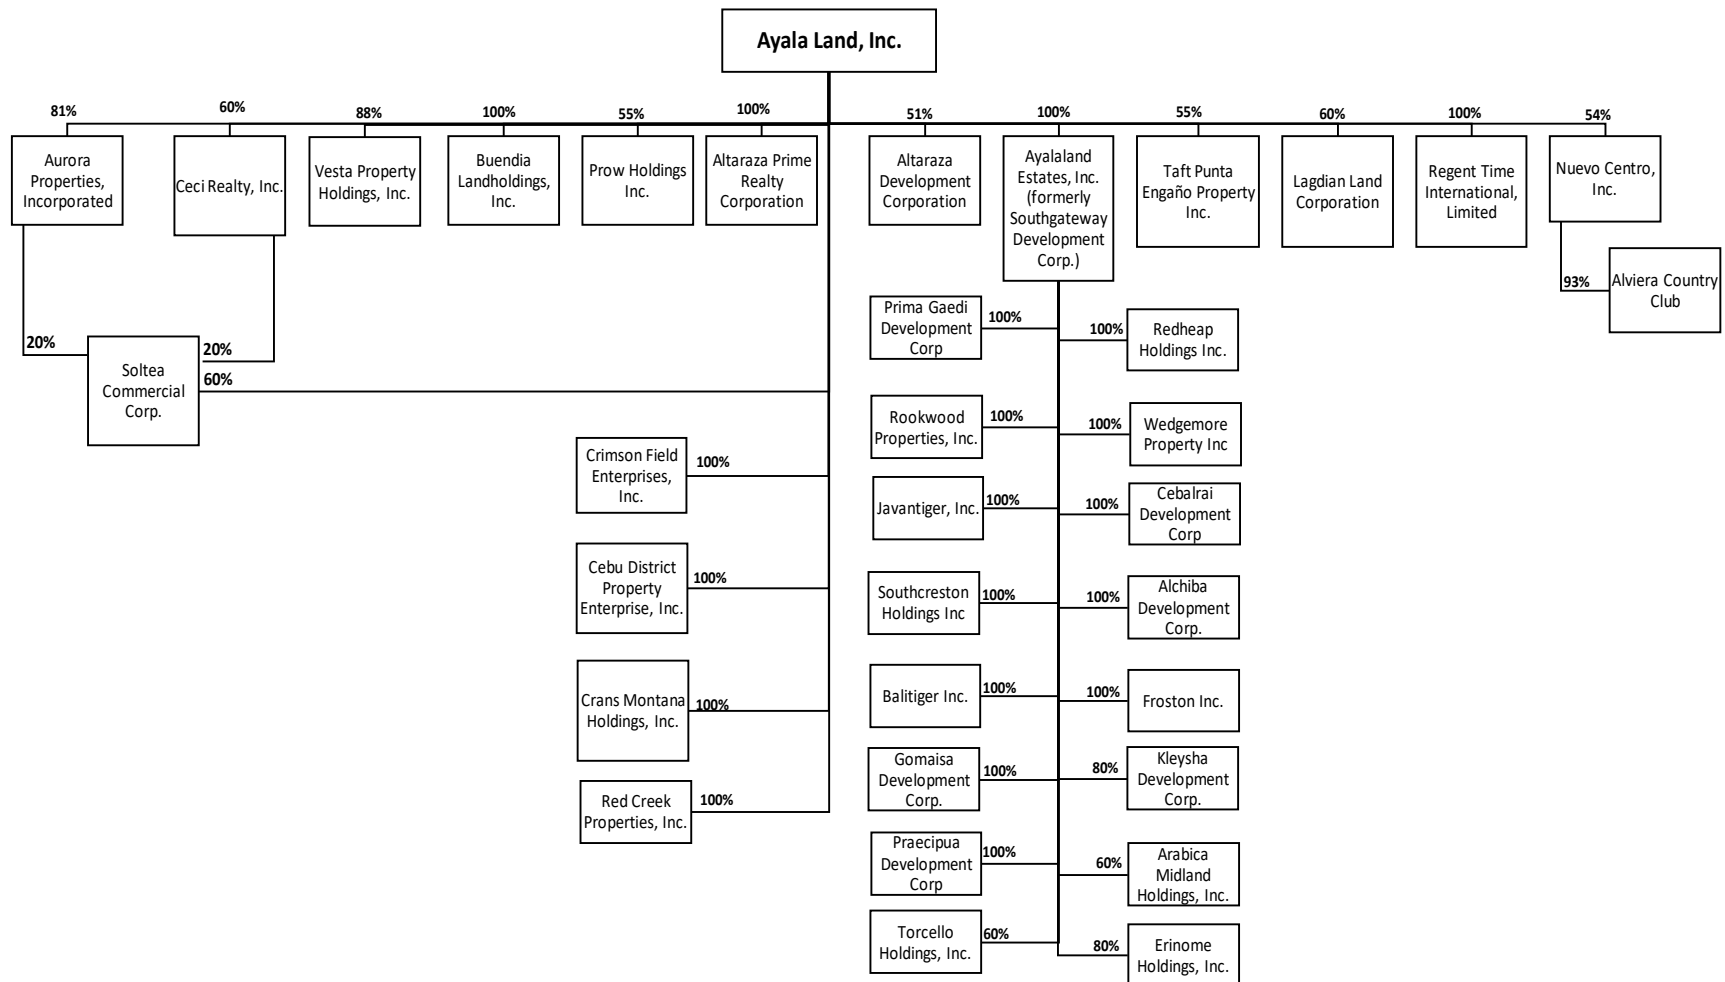 Ayala Land, Inc.
81%
60%
88%
100%
55%
100%
51%
100%
55%
60%
100%
54%
Aurora
Properties,
Incorporated
Ceci Realty, Inc.
Vesta Property
Holdings, Inc.
Buendia
Landholdings,
Inc.
Prow Holdings
Inc.
Altaraza Prime
Realty
Corporation
Altaraza
Development
Corporation
Ayalaland
Estates, Inc.
(formerly
Southgateway
Development
Corp.)
Taft Punta
Engaño Property
Inc.
Lagdian Land
Corporation
Regent Time
International,
Limited
Nuevo Centro,
Inc.
93%
Alviera Country
Club
20%
Soltea
Commercial
Corp.
20%
60%
Crimson Field
Enterprises,
Inc.
100%
Cebu District
Property
Enterprise, Inc.
100%
Crans Montana
Holdings, Inc.
100%
Red Creek
Properties, Inc.
100%
Prima Gaedi
Development
Corp
100%
100%
Redheap
Holdings Inc.
Rookwood
Properties, Inc.
100%
100%
Wedgemore
Property Inc
Javantiger, Inc.
100%
100%
Cebalrai
Development
Corp
Southcreston
Holdings Inc
100%
100%
Alchiba
Development
Corp.
Balitiger Inc.
100%
100%
Froston Inc.
Gomaisa
Development
Corp.
100%
80%
Kleysha
Development
Corp.
Praecipua
Development
Corp
100%
60%
Arabica
Midland
Holdings, Inc.
Torcello
Holdings, Inc.
60%
80%
Erinome
Holdings, Inc.